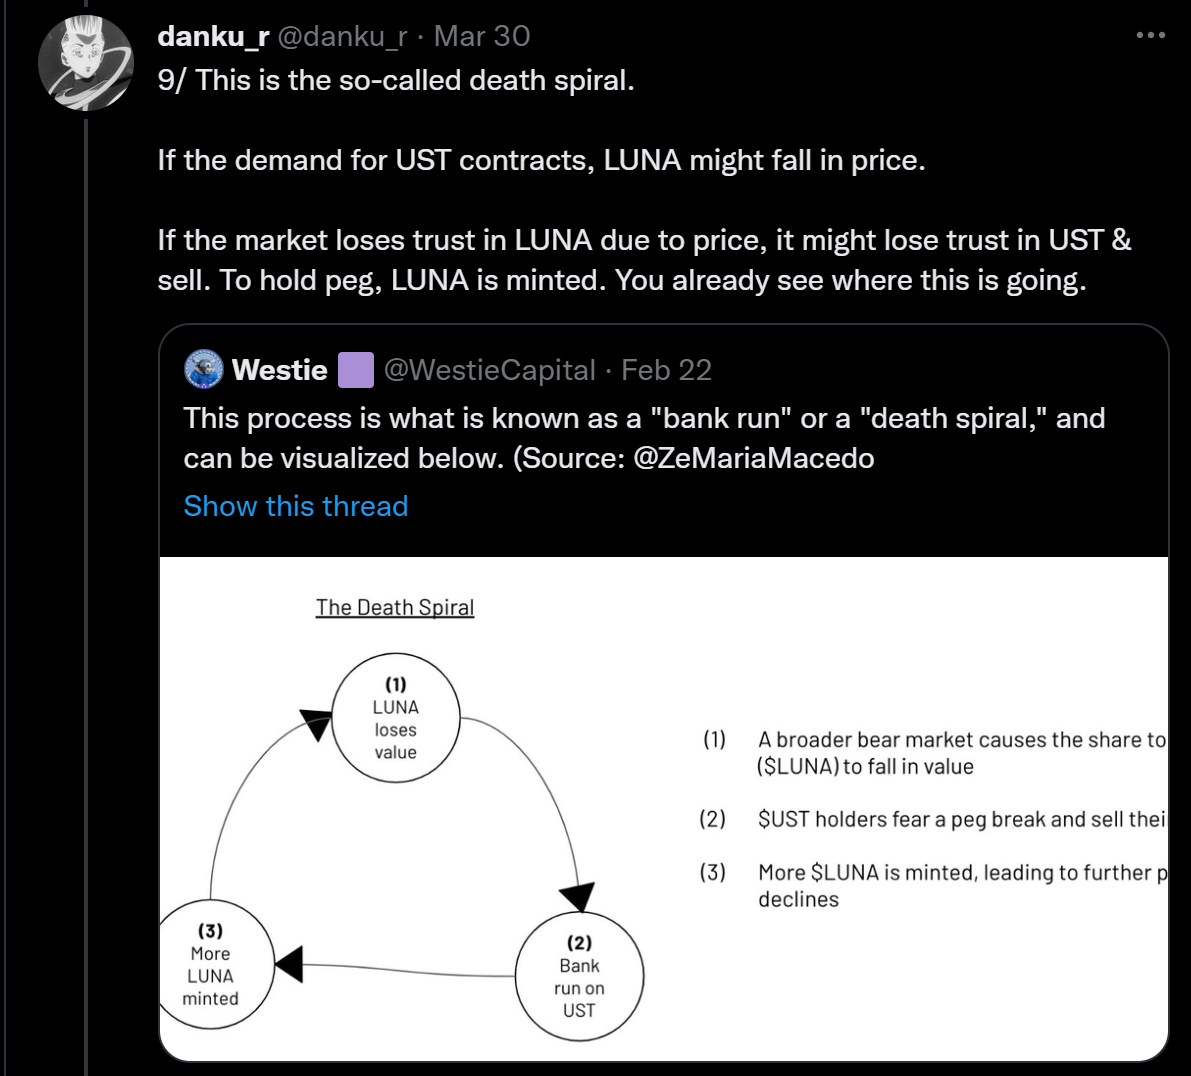 danku_r @danku_r · Mar 30
9/ This is the so-called death spiral.
If the demand for UST contracts, LUNA might fall in price.
If the market loses trust in LUNA due to price, it might lose trust in UST &
sell. To hold peg, LUNA is minted. You already see where this is going.
Westie @WestieCapital · Feb 22
This process is what is known as a "bank run" or a "death spiral," and
can be visualized below. (Source: @ZeMariaMacedo
Show this thread
The Death Spiral
(1)
LUNA
loses
value
(2)
Bank
run on
UST
(3)
More
LUNA
minted
(1) A broader bear market causes the share to
($LUNA) to fall in value
(2) $UST holders fear a peg break and sell thei
(3) More $LUNA is minted, leading to further p
declines